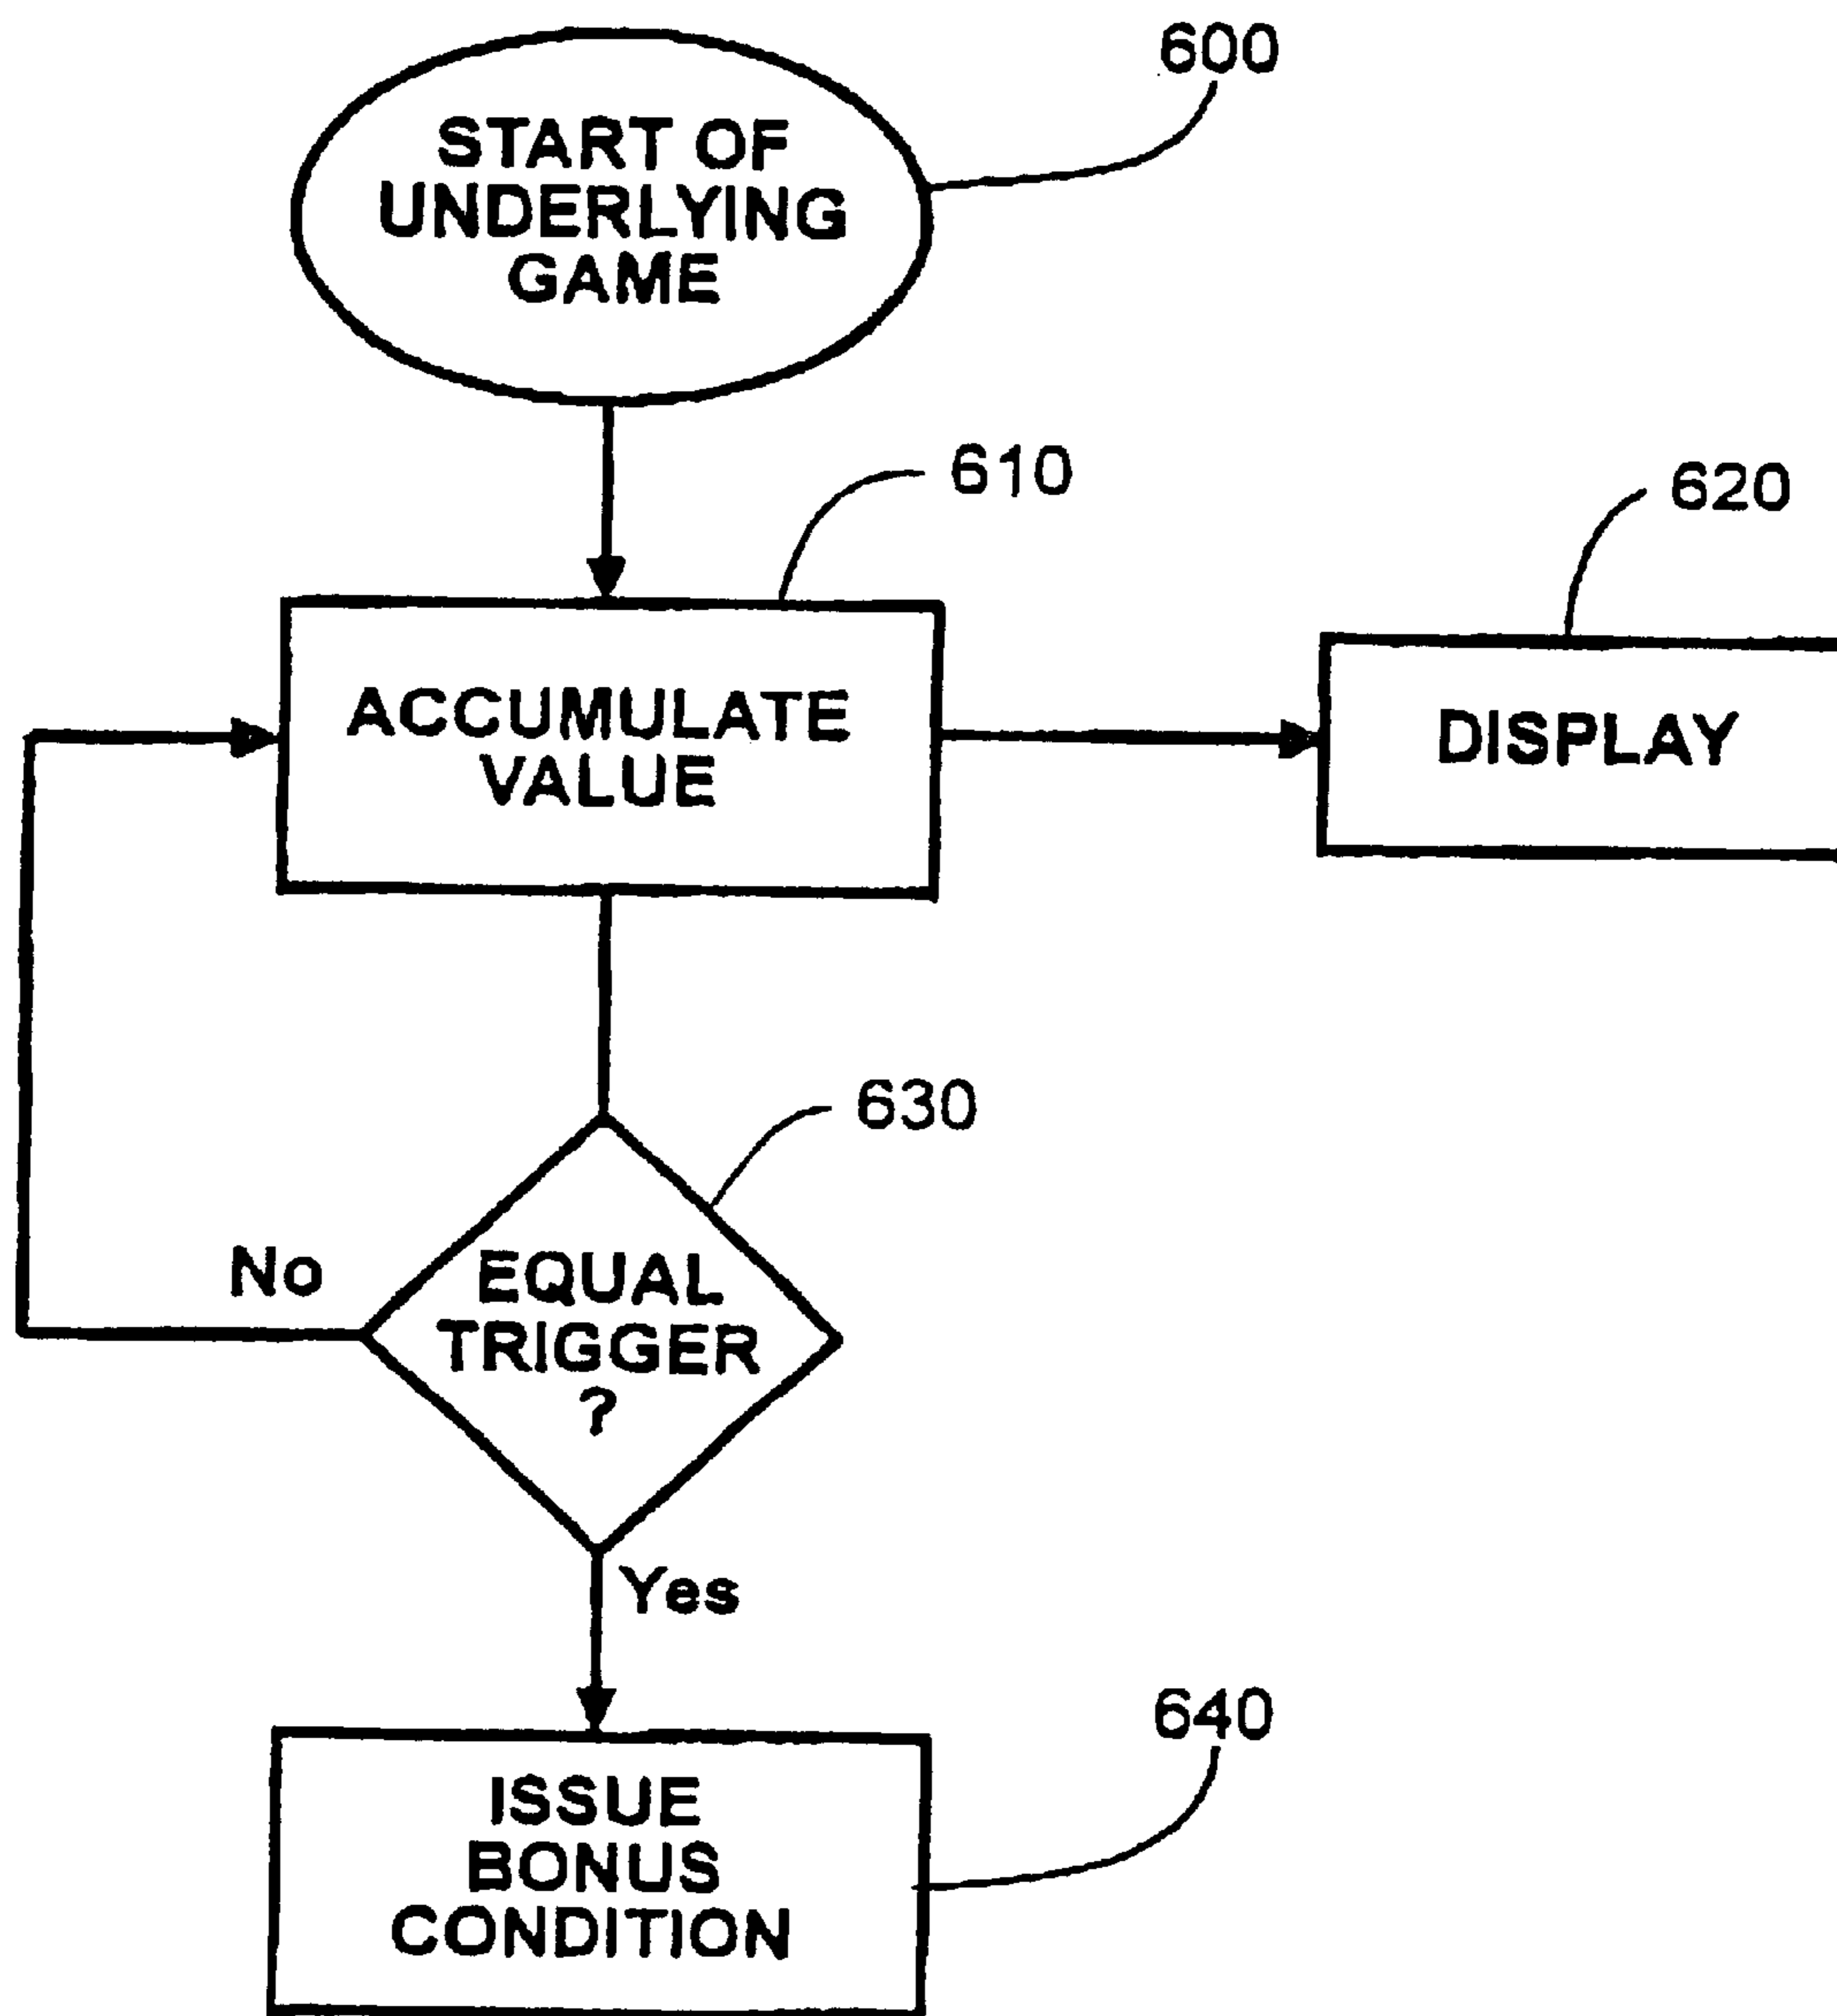 600
START OF
UNDERLYING
GAME
610
620
ACCUMULATE
VALUE
DISPLAY
630
No
EQUAL
TRIGGER
?
Yes
640
ISSUE
BONUS
CONDITION